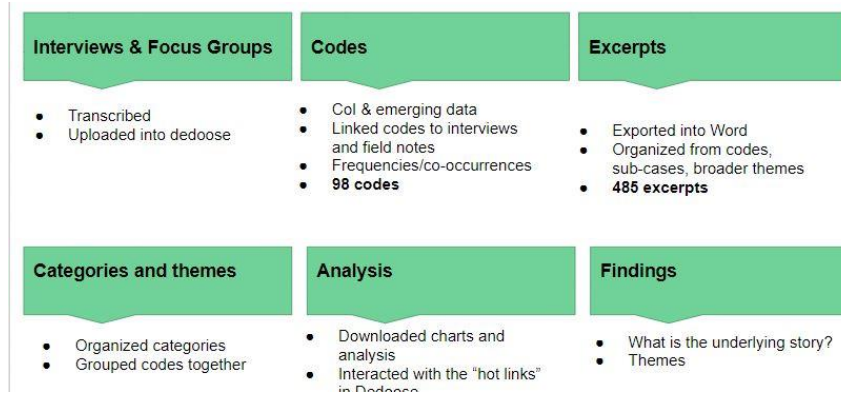 Interviews & Focus Groups
Transcribed
Uploaded into dedoose
Codes
CoI & emerging data
Linked codes to interviews
and field notes
Frequencies/co-occurrences
98 codes
Excerpts
Exported into Word
Organized from codes,
sub-cases, broader themes
485 excerpts
Categories and themes
Organized categories
Grouped codes together
Analysis
Downloaded charts and
analysis
Interacted with the “hot links”
in Dedoose
Findings
What is the underlying story?
Themes